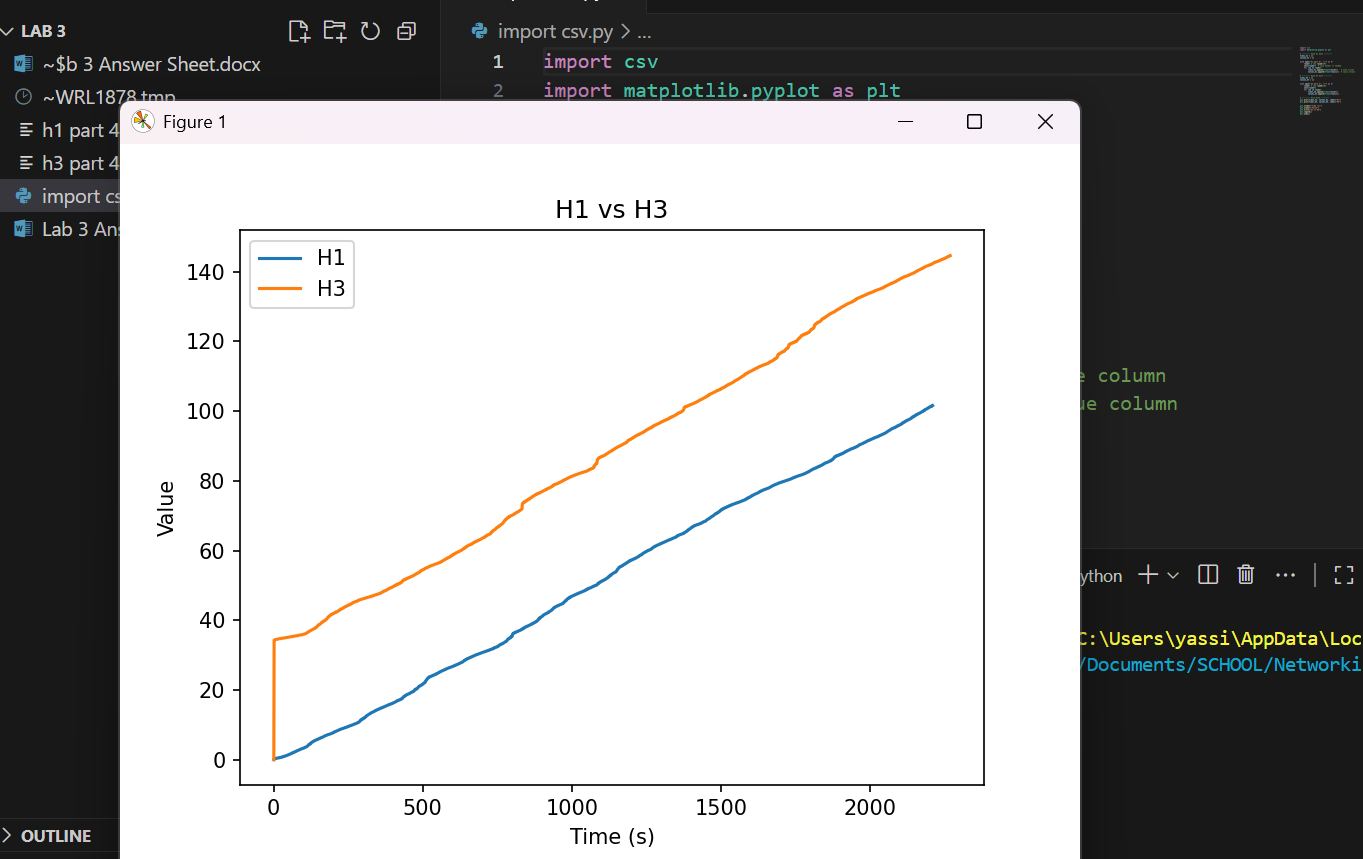 LAB 3
~$b 3 Answer Sheet.docx
~WRL1878.tmp
h1 part 4
h3 part 4
import cs
Lab 3 Ans
OUTLINE
import csv.py > ...
1 import csv
2 import matplotlib.pyplot as plt
Figure 1
H1 vs H3
H1
H3
140
120
100
80
60
40
20
0
Value
0 500 1000 1500 2000
Time (s)
e column
ue column
ython
C:\Users\yassi\AppData\Loc
/Documents/SCHOOL/Networki